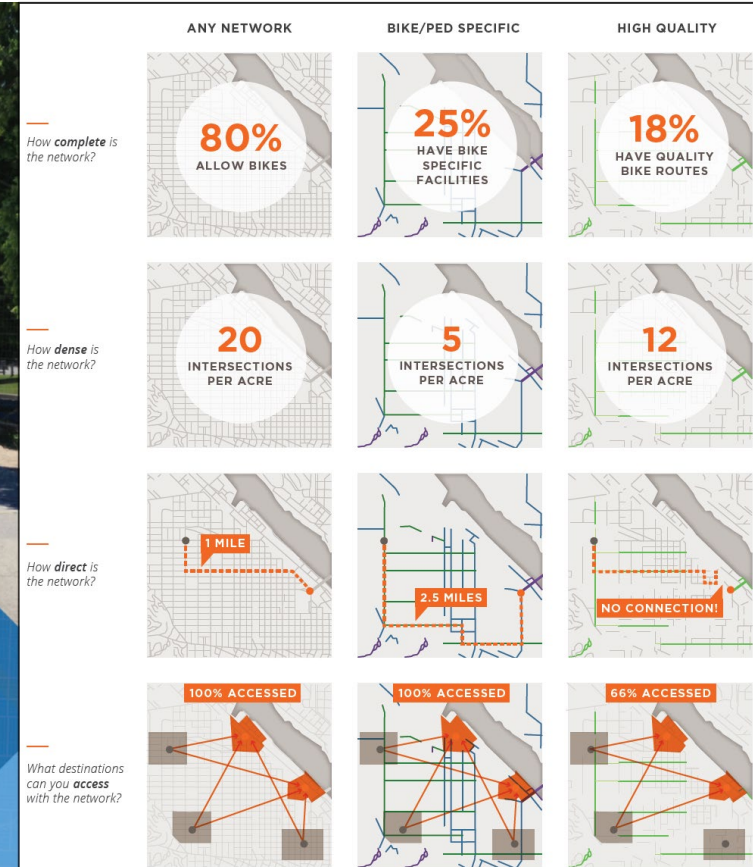 ANY NETWORK
BIKE/PED SPECIFIC
HIGH QUALITY
How complete is
the network?
80%
ALLOW BIKES
25%
HAVE BIKE
SPECIFIC
FACILITIES
18%
HAVE QUALITY
BIKE ROUTES
How dense is
the network?
20
INTERSECTIONS
PER ACRE
5
INTERSECTIONS
PER ACRE
12
INTERSECTIONS
PER ACRE
How direct is
the network?
1 MILE
2.5 MILES
NO CONNECTION!
What destinations
can you access
with the network?
100% ACCESSED
100% ACCESSED
66% ACCESSED